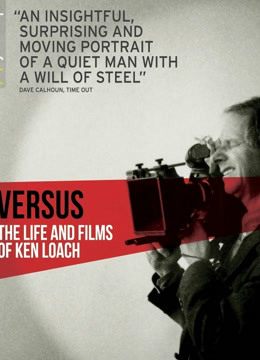 “AN INSIGHTFUL,
SURPRISING AND
MOVING PORTRAIT
OF A QUIET MAN WITH
A WILL OF STEEL”
DAVE CALHOUN, TIME OUT
VERSUS
THE LIFE AND FILMS
OF KEN LOACH